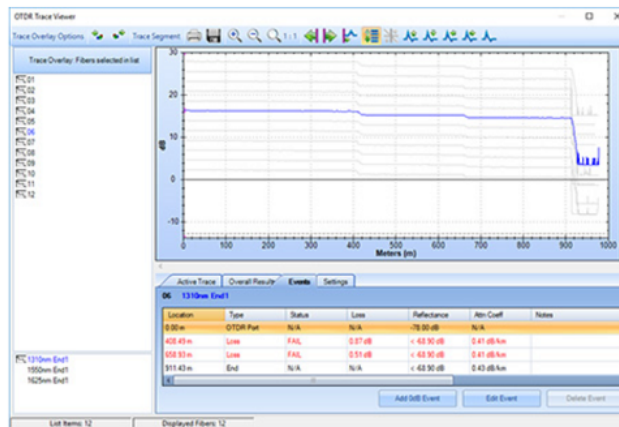 OTDR Trace Viewer
Trace Overlay Options Trace Segment 1:1
Trace Overlay: Fibers selected in list
01
02
03
04
05
06
07
08
09
10
11
12
30
20
10
0
-10
dB
0 100 200 300 400 500 600 700 800 900 1000
Meters (m)
Active Trace Overall Results Events Settings
06 1310nm End1
Location Type Status Loss Reflectance Attn Coeff Notes
0.00 m OTDR Port N/A N/A -78.00 dB N/A
408.49 m Loss FAIL 0.87 dB < -68.90 dB 0.41 dB/km
658.93 m Loss FAIL 0.51 dB < -68.90 dB 0.41 dB/km
911.43 m End N/A N/A < -68.90 dB 0.43 dB/km
1310nm End1
1550nm End1
1625nm End1
Add 0dB Event Edit Event Delete Event
List Items: 12 Displayed Fibers: 12